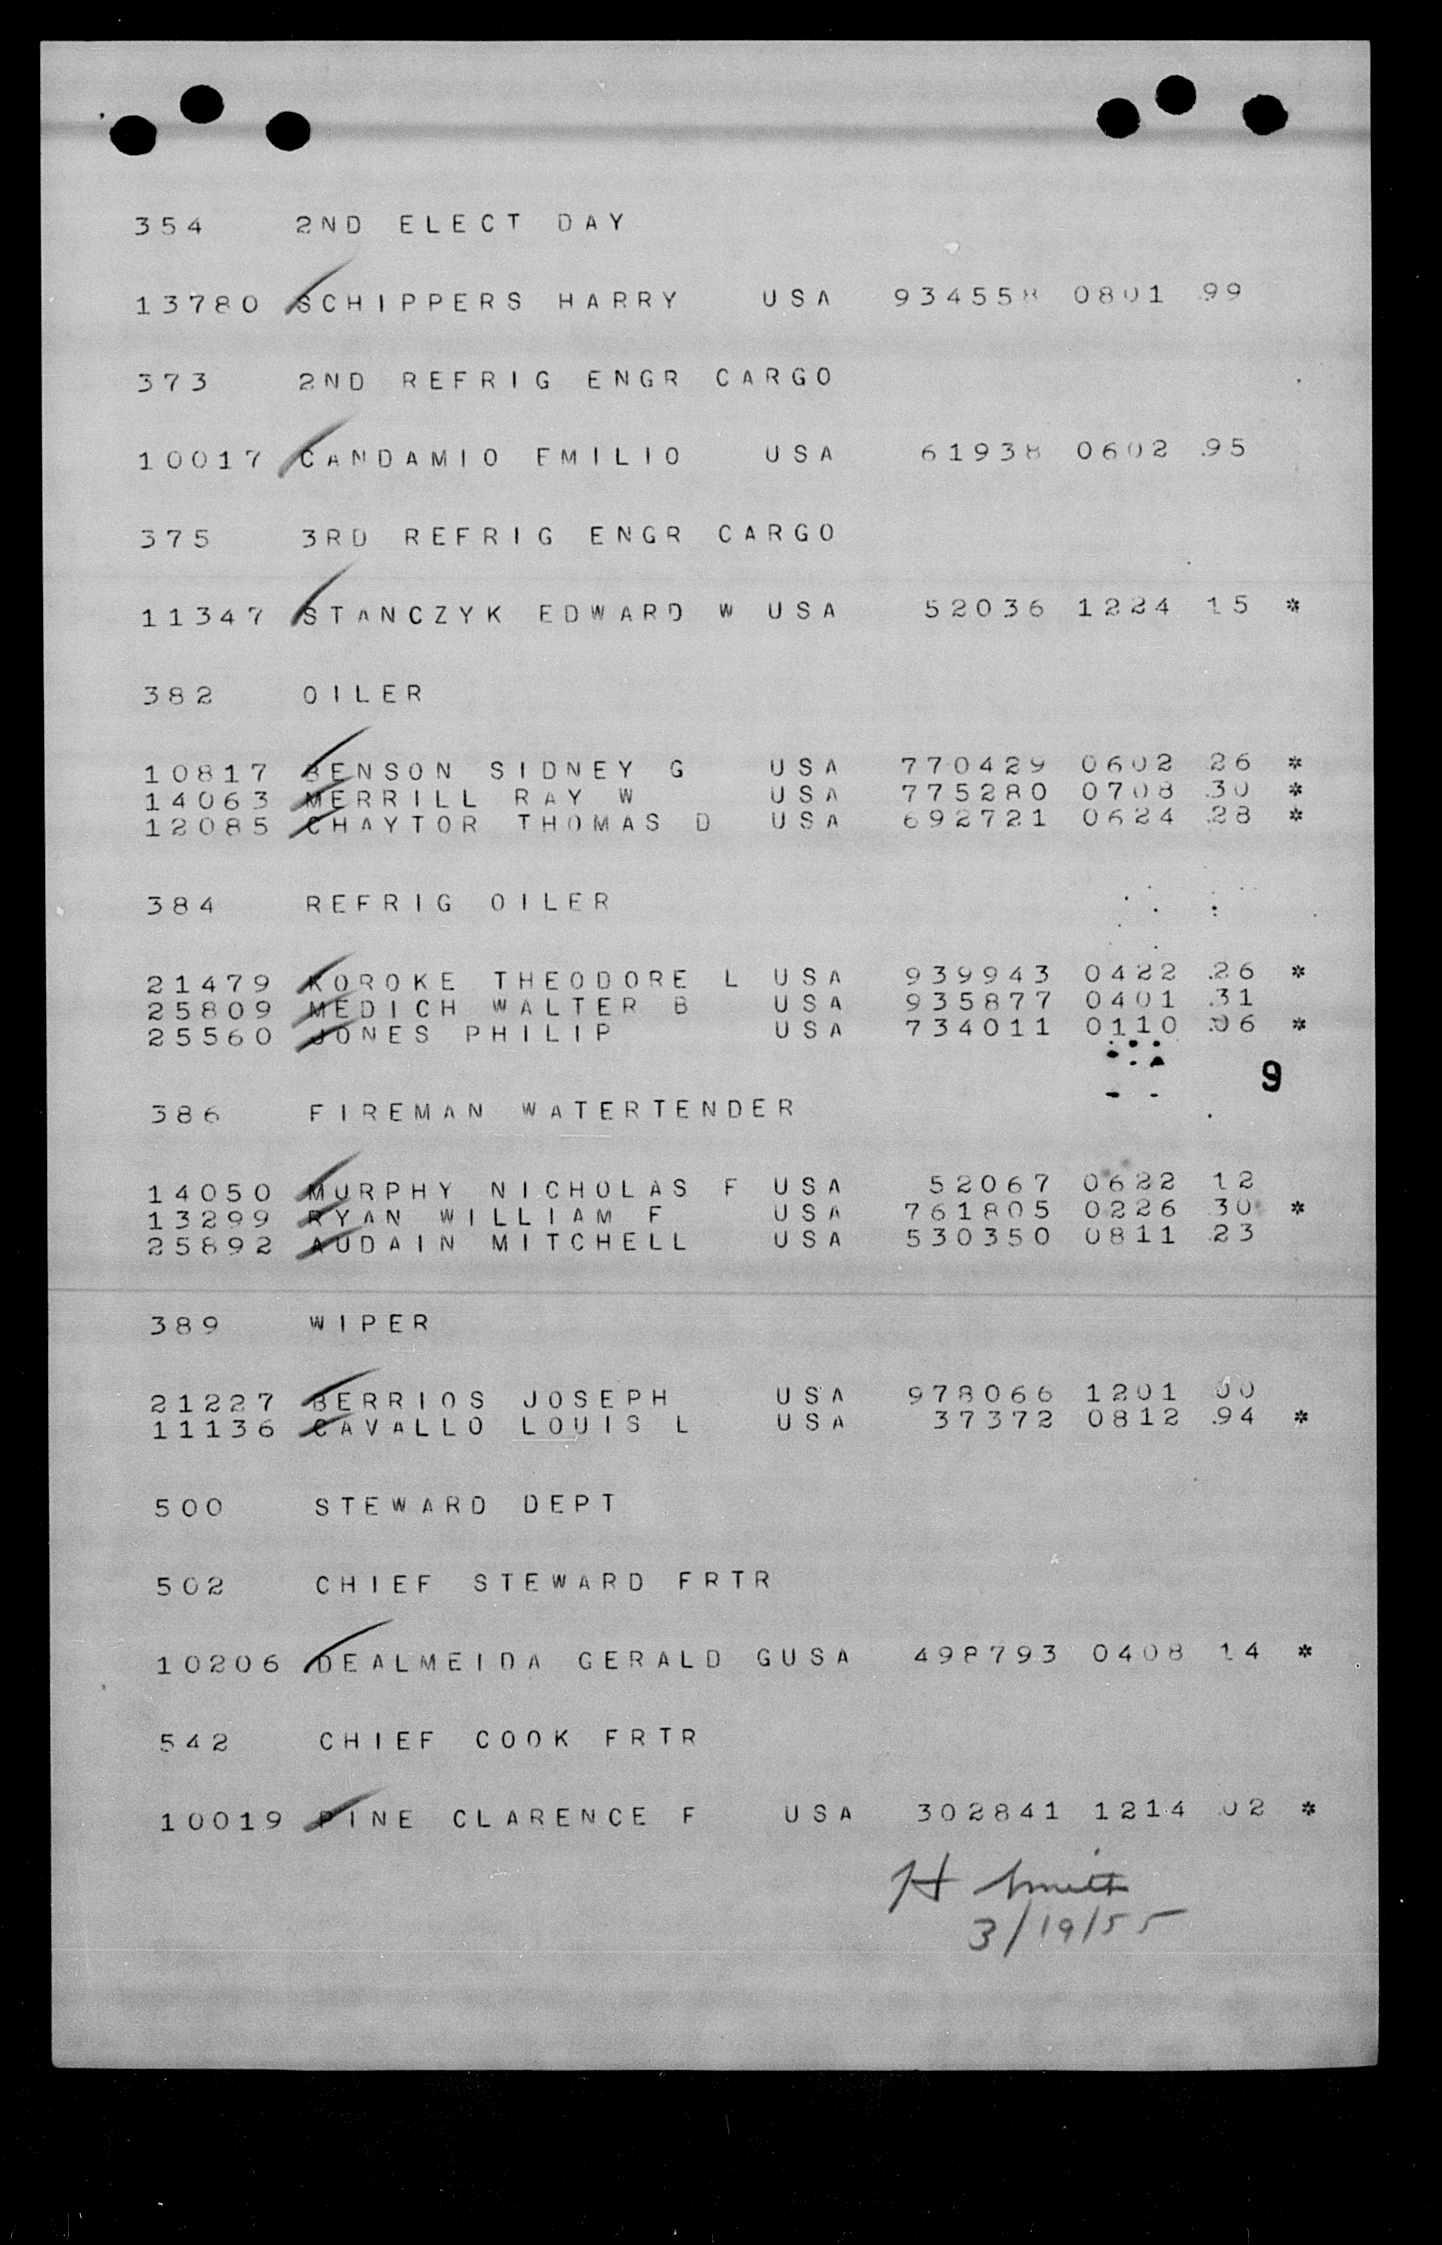 354 2ND ELECT DAY
13780 SCHIPPERS HARRY USA 934558 0801 99
373 2ND REFRIG ENGR CARGO
10017 CANDAMIO EMILIO USA 61938 0602 95
375 3RD REFRIG ENGR CARGO
11347 STANCZYK EDWARD W USA 52036 1224 15 *
382 OILER
10817 BENSON SIDNEY G USA 770429 0602 26 *
14063 MERRILL RAY W USA 775280 0708 30 *
12085 CHAYTOR THOMAS D USA 692721 0624 28 *
384 REFRIG OILER
21479 KOROKE THEODORE L USA 939943 0422 26 *
25809 MEDICH WALTER B USA 935877 0401 31
25560 JONES PHILIP USA 734011 0110 06 *
9
386 FIREMAN WATERTENDER
14050 MURPHY NICHOLAS F USA 52067 0622 12
13299 RYAN WILLIAM F USA 761805 0226 30 *
25892 AUDAIN MITCHELL USA 530350 0811 23
389 WIPER
21227 BERRIOS JOSEPH USA 978066 1201 00
11136 CAVALLO LOUIS L USA 37372 0812 94 *
500 STEWARD DEPT
502 CHIEF STEWARD FRTR
10206 DEALMEIDA GERALD GUSA 498793 0408 14 *
542 CHIEF COOK FRTR
10019 PINE CLARENCE F USA 302841 1214 02 *
H Smith
3/19/55